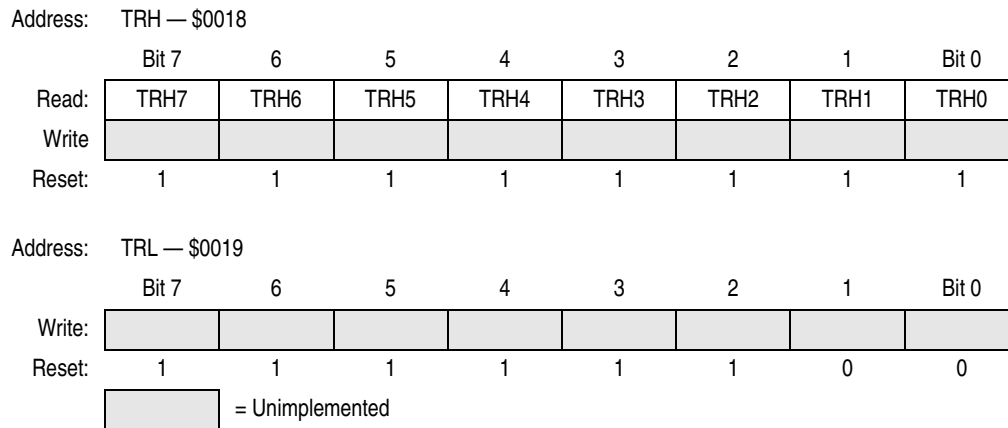 Address: TRH — $0018
Bit 7 6 5 4 3 2 1 Bit 0
Read: TRH7 TRH6 TRH5 TRH4 TRH3 TRH2 TRH1 TRH0
Write
Reset: 1 1 1 1 1 1 1 1
Address: TRL — $0019
Bit 7 6 5 4 3 2 1 Bit 0
Write:
Reset: 1 1 1 1 1 1 0 0
= Unimplemented